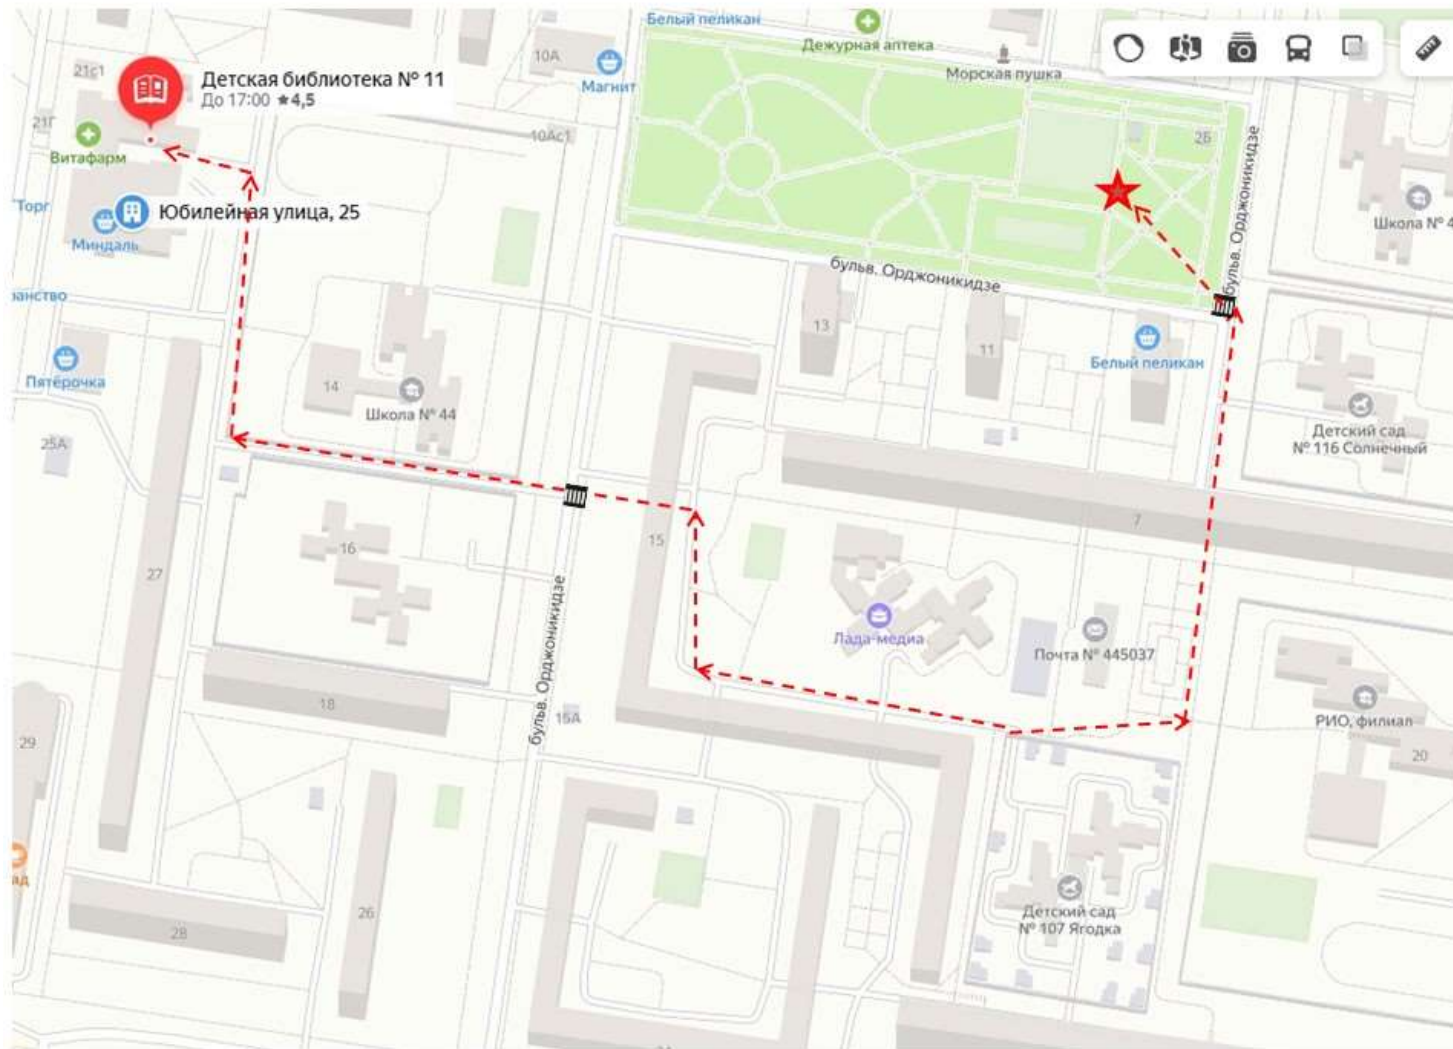 Белый пеликан
Дежурная аптека
Морская пушка
21с1
Детская библиотека № 11
До 17:00 ★4,5
10А
Магнит
21Г
Витафарм
10Ас1
2Б
бульв. Орджоникидзе
Школа № 4
Торг
Юбилейная улица, 25
Миндаль
бульв. Орджоникидзе
ранство
13
11
Белый пеликан
Пятёрочка
14
Школа № 44
Детский сад
№ 116 Солнечный
25А
7
15
16
27
бульв. Орджоникидзе
Лада-медиа
Почта № 445037
18
15А
РИО, филиал
20
29
ад
26
28
Детский сад
№ 107 Ягодка